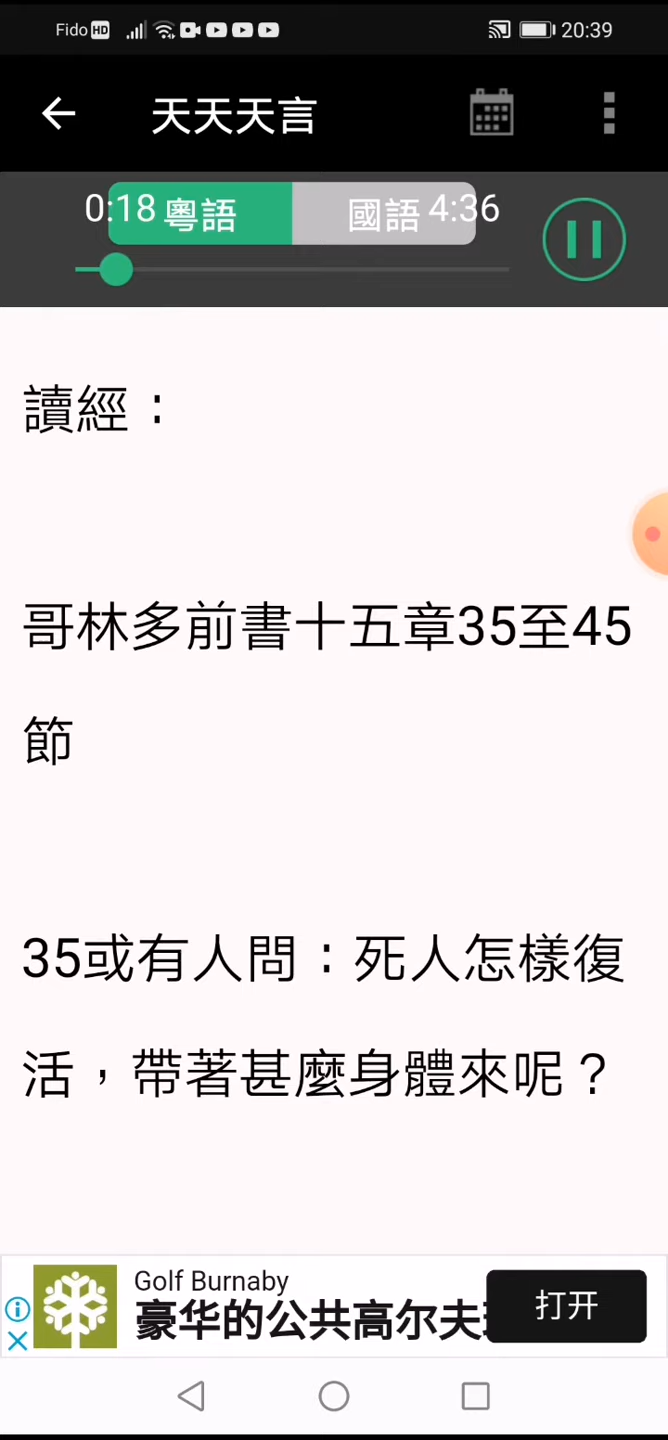 Fido HD 20:39
天天天言
0:18 粵語 國語 4:36
讀經：
哥林多前書十五章35至45
節
35或有人問：死人怎樣復
活，帶著甚麼身體來呢？
Golf Burnaby
豪华的公共高尔夫
打开